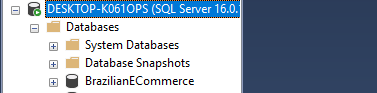 DESKTOP-K061OPS (SQL Server 16.0.
Databases
System Databases
Database Snapshots
BrazilianECommerce